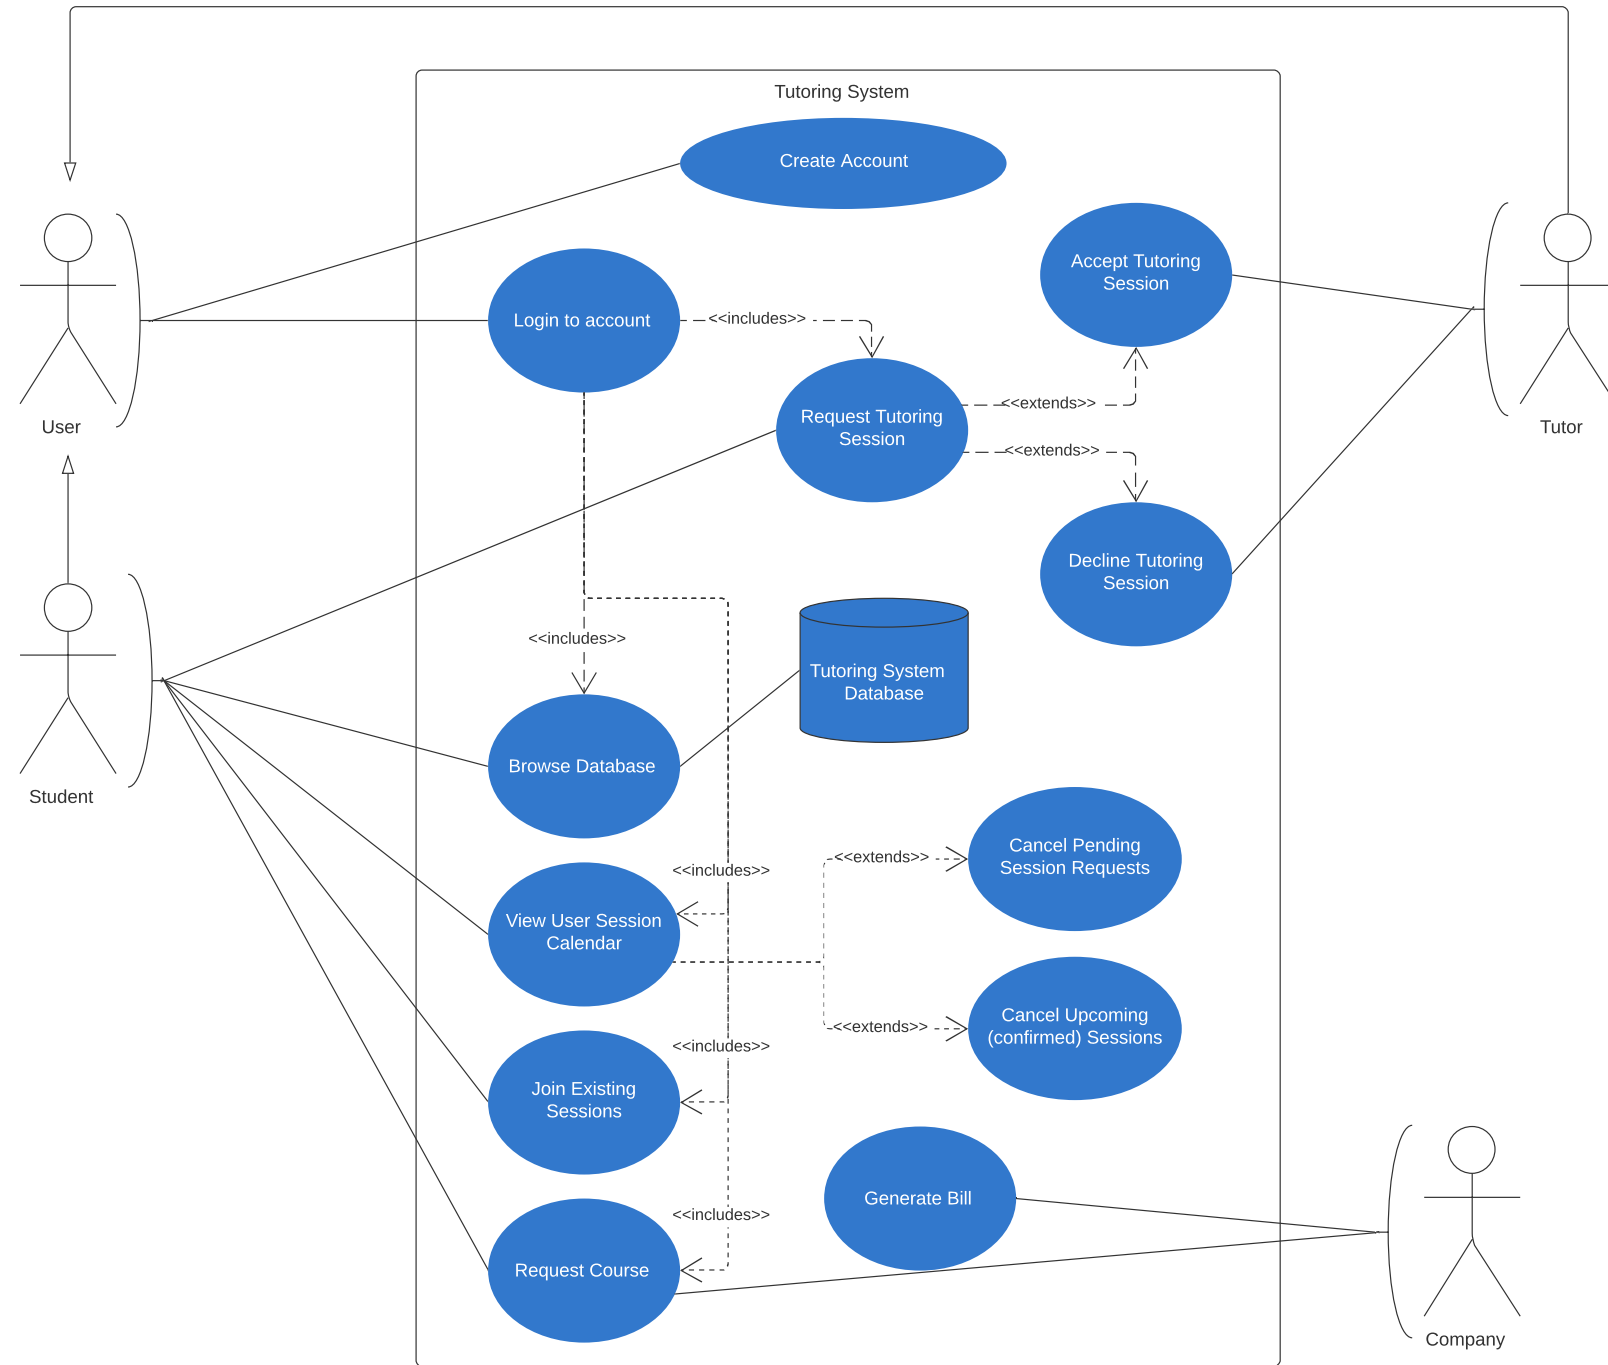 Tutoring System
Create Account
Accept Tutoring
Session
Login to account
<<includes>>
User
Tutor
Request Tutoring
Session
<<extends>>
<<extends>>
Decline Tutoring
Session
<<includes>>
Tutoring System
Database
Browse Database
Student
Cancel Pending
Session Requests
<<extends>>
<<includes>>
View User Session
Calendar
Cancel Upcoming
(confirmed) Sessions
<<extends>>
<<includes>>
Join Existing
Sessions
Generate Bill
<<includes>>
Request Course
Company